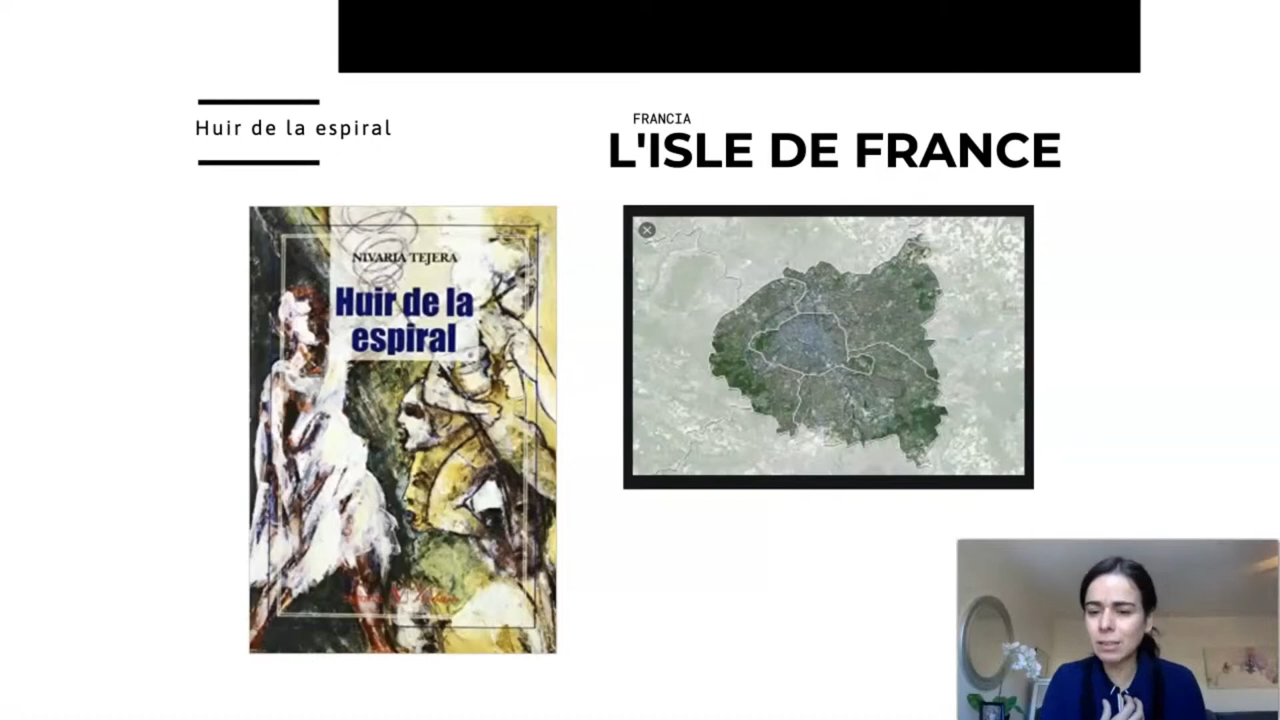 Huir de la espiral
FRANCIA
L'ISLE DE FRANCE
NIVARIA TEJERA
Huir de la
espiral